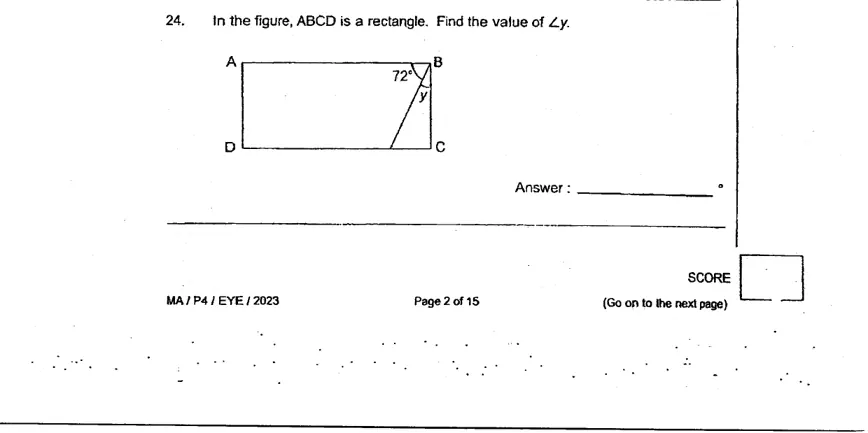 24. In the figure, ABCD is a rectangle. Find the value of ∠y.
A B
72°
y
D C
Answer : ____________ °
SCORE
MA / P4 / EYE / 2023 Page 2 of 15 (Go on to the next page)